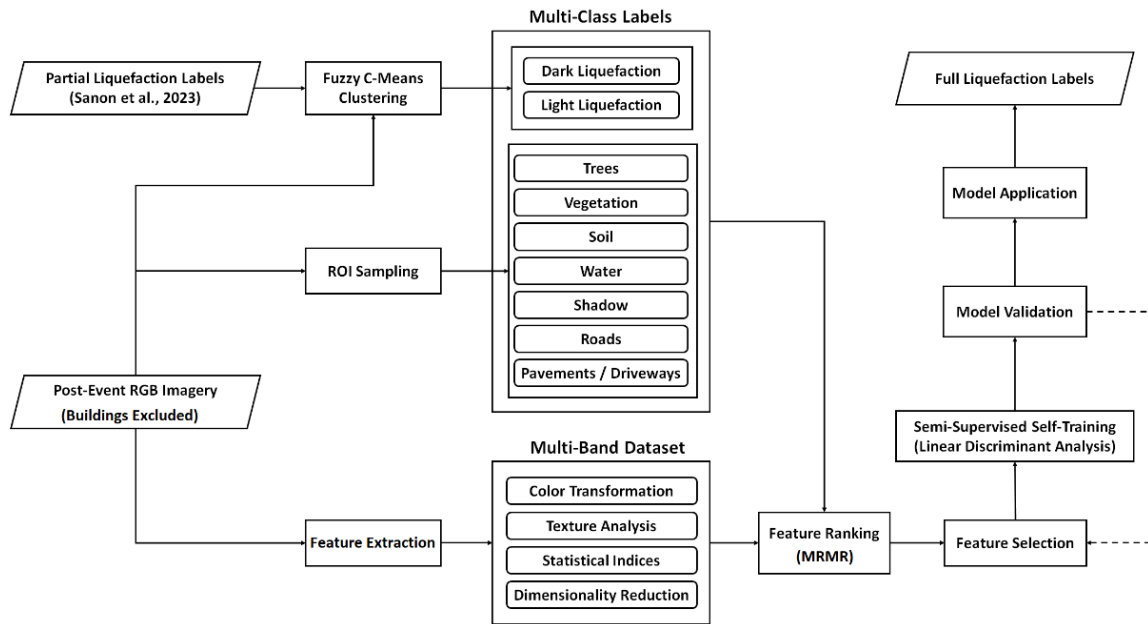 Multi-Class Labels
Partial Liquefaction Labels
(Sanon et al., 2023)
Fuzzy C-Means
Clustering
Dark Liquefaction
Light Liquefaction
Full Liquefaction Labels
Trees
Vegetation
Soil
Water
Shadow
Roads
Pavements / Driveways
ROI Sampling
Model Application
Model Validation
Post-Event RGB Imagery
(Buildings Excluded)
Semi-Supervised Self-Training
(Linear Discriminant Analysis)
Multi-Band Dataset
Color Transformation
Texture Analysis
Statistical Indices
Dimensionality Reduction
Feature Extraction
Feature Ranking
(MRMR)
Feature Selection